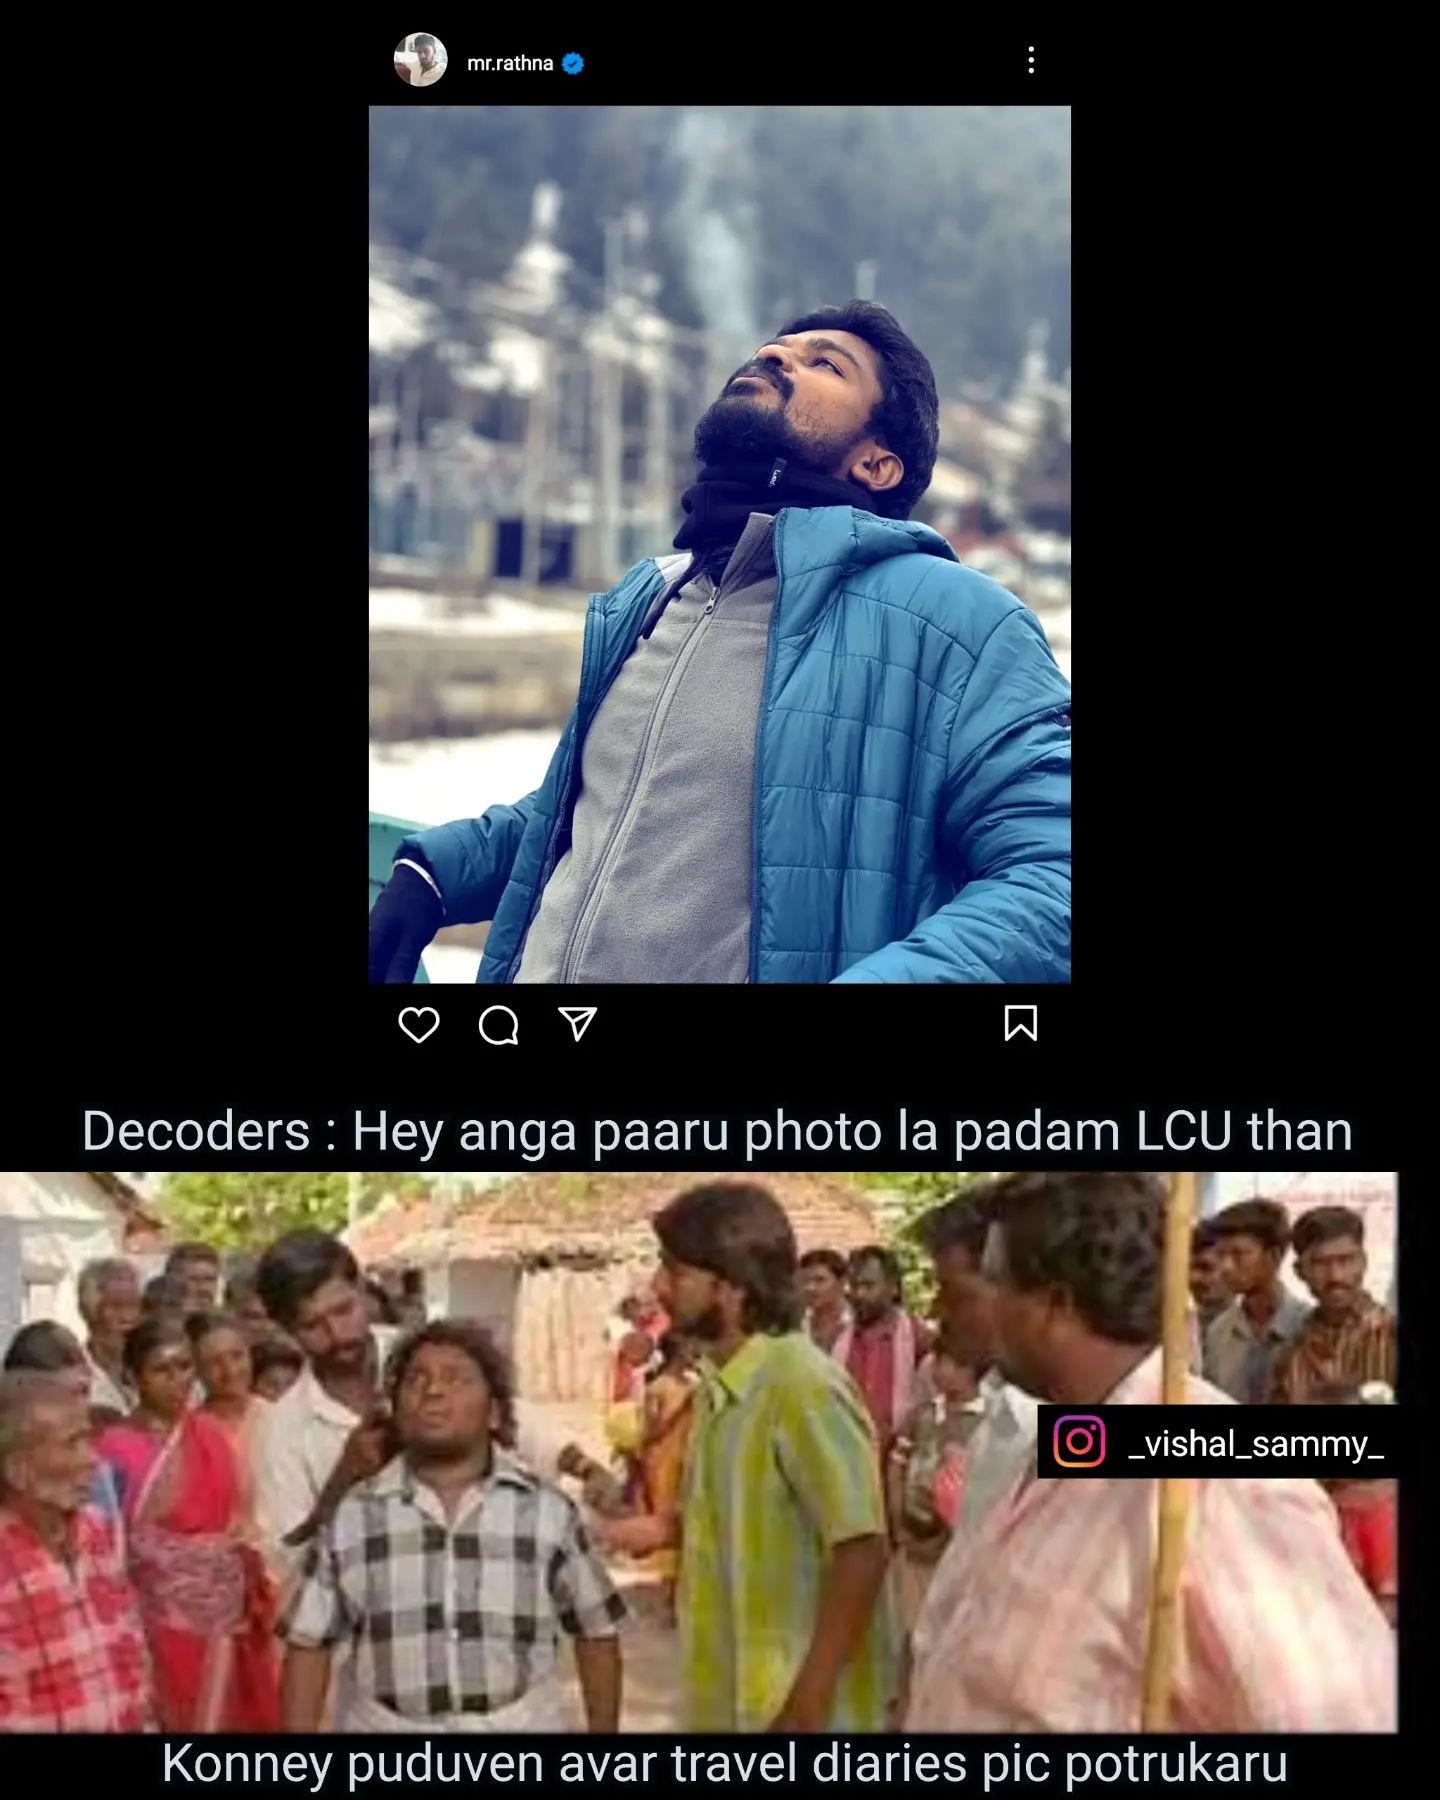 mr.rathna
Decoders : Hey anga paaru photo la padam LCU than
_vishal_sammy_
Konney puduven avar travel diaries pic potrukaru